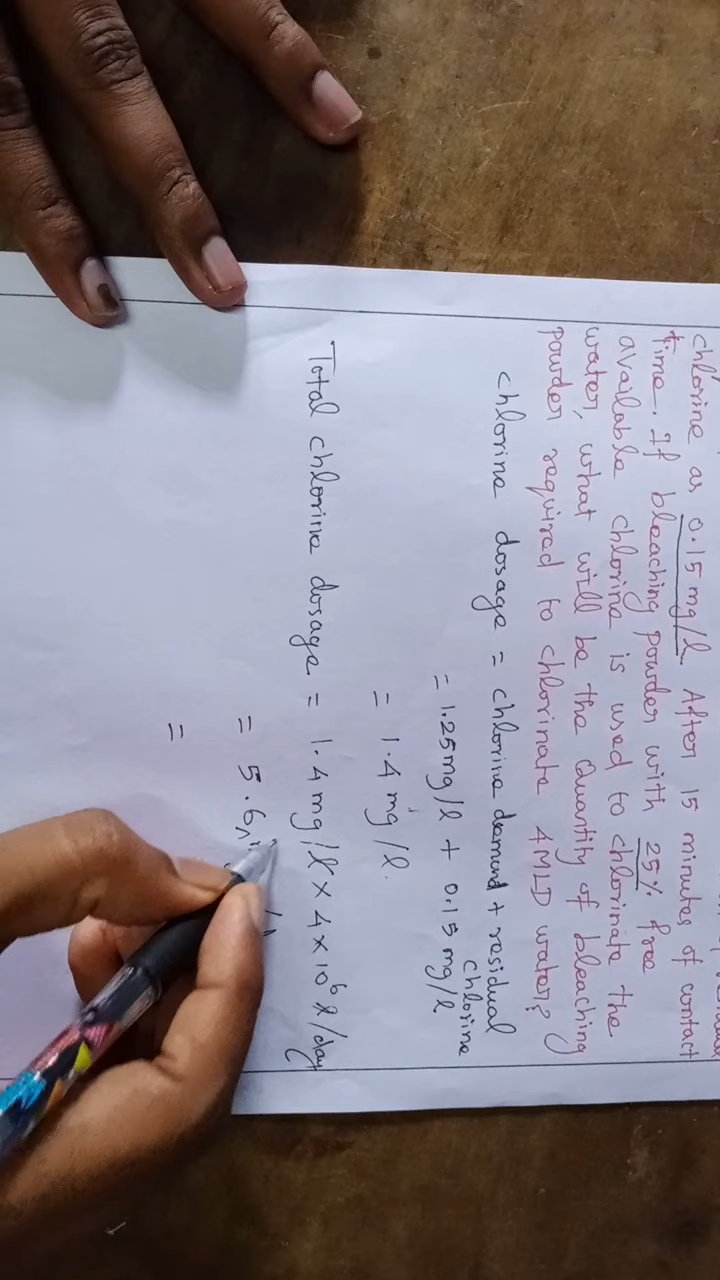 chlorine as 0.15 mg/l After 15 minutes of contact
time. If bleaching powder with 25% free
available chlorine is used to chlorinate the
water, what will be the Quantity of bleaching
powder required to chlorinate 4MLD water?
chlorine dosage = chlorine demand + residual
chlorine
= 1.25mg/l + 0.15 mg/l
= 1.4 mg/l.
Total chlorine dosage = 1.4 mg/l × 4 × 10⁶ l/day
= 5.6
=